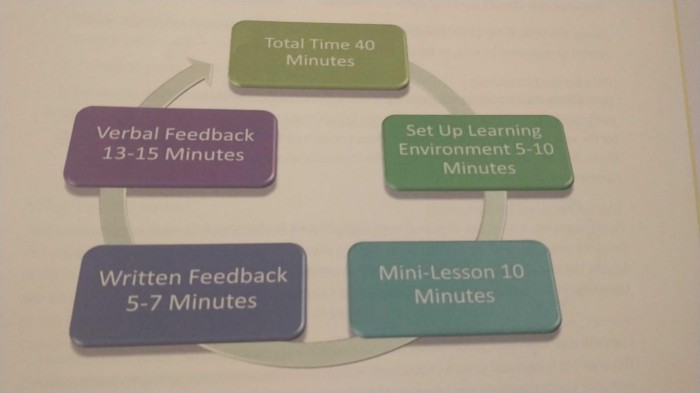 Total Time 40
Minutes
Set Up Learning
Environment 5-10
Minutes
Mini-Lesson 10
Minutes
Written Feedback
5-7 Minutes
Verbal Feedback
13-15 Minutes